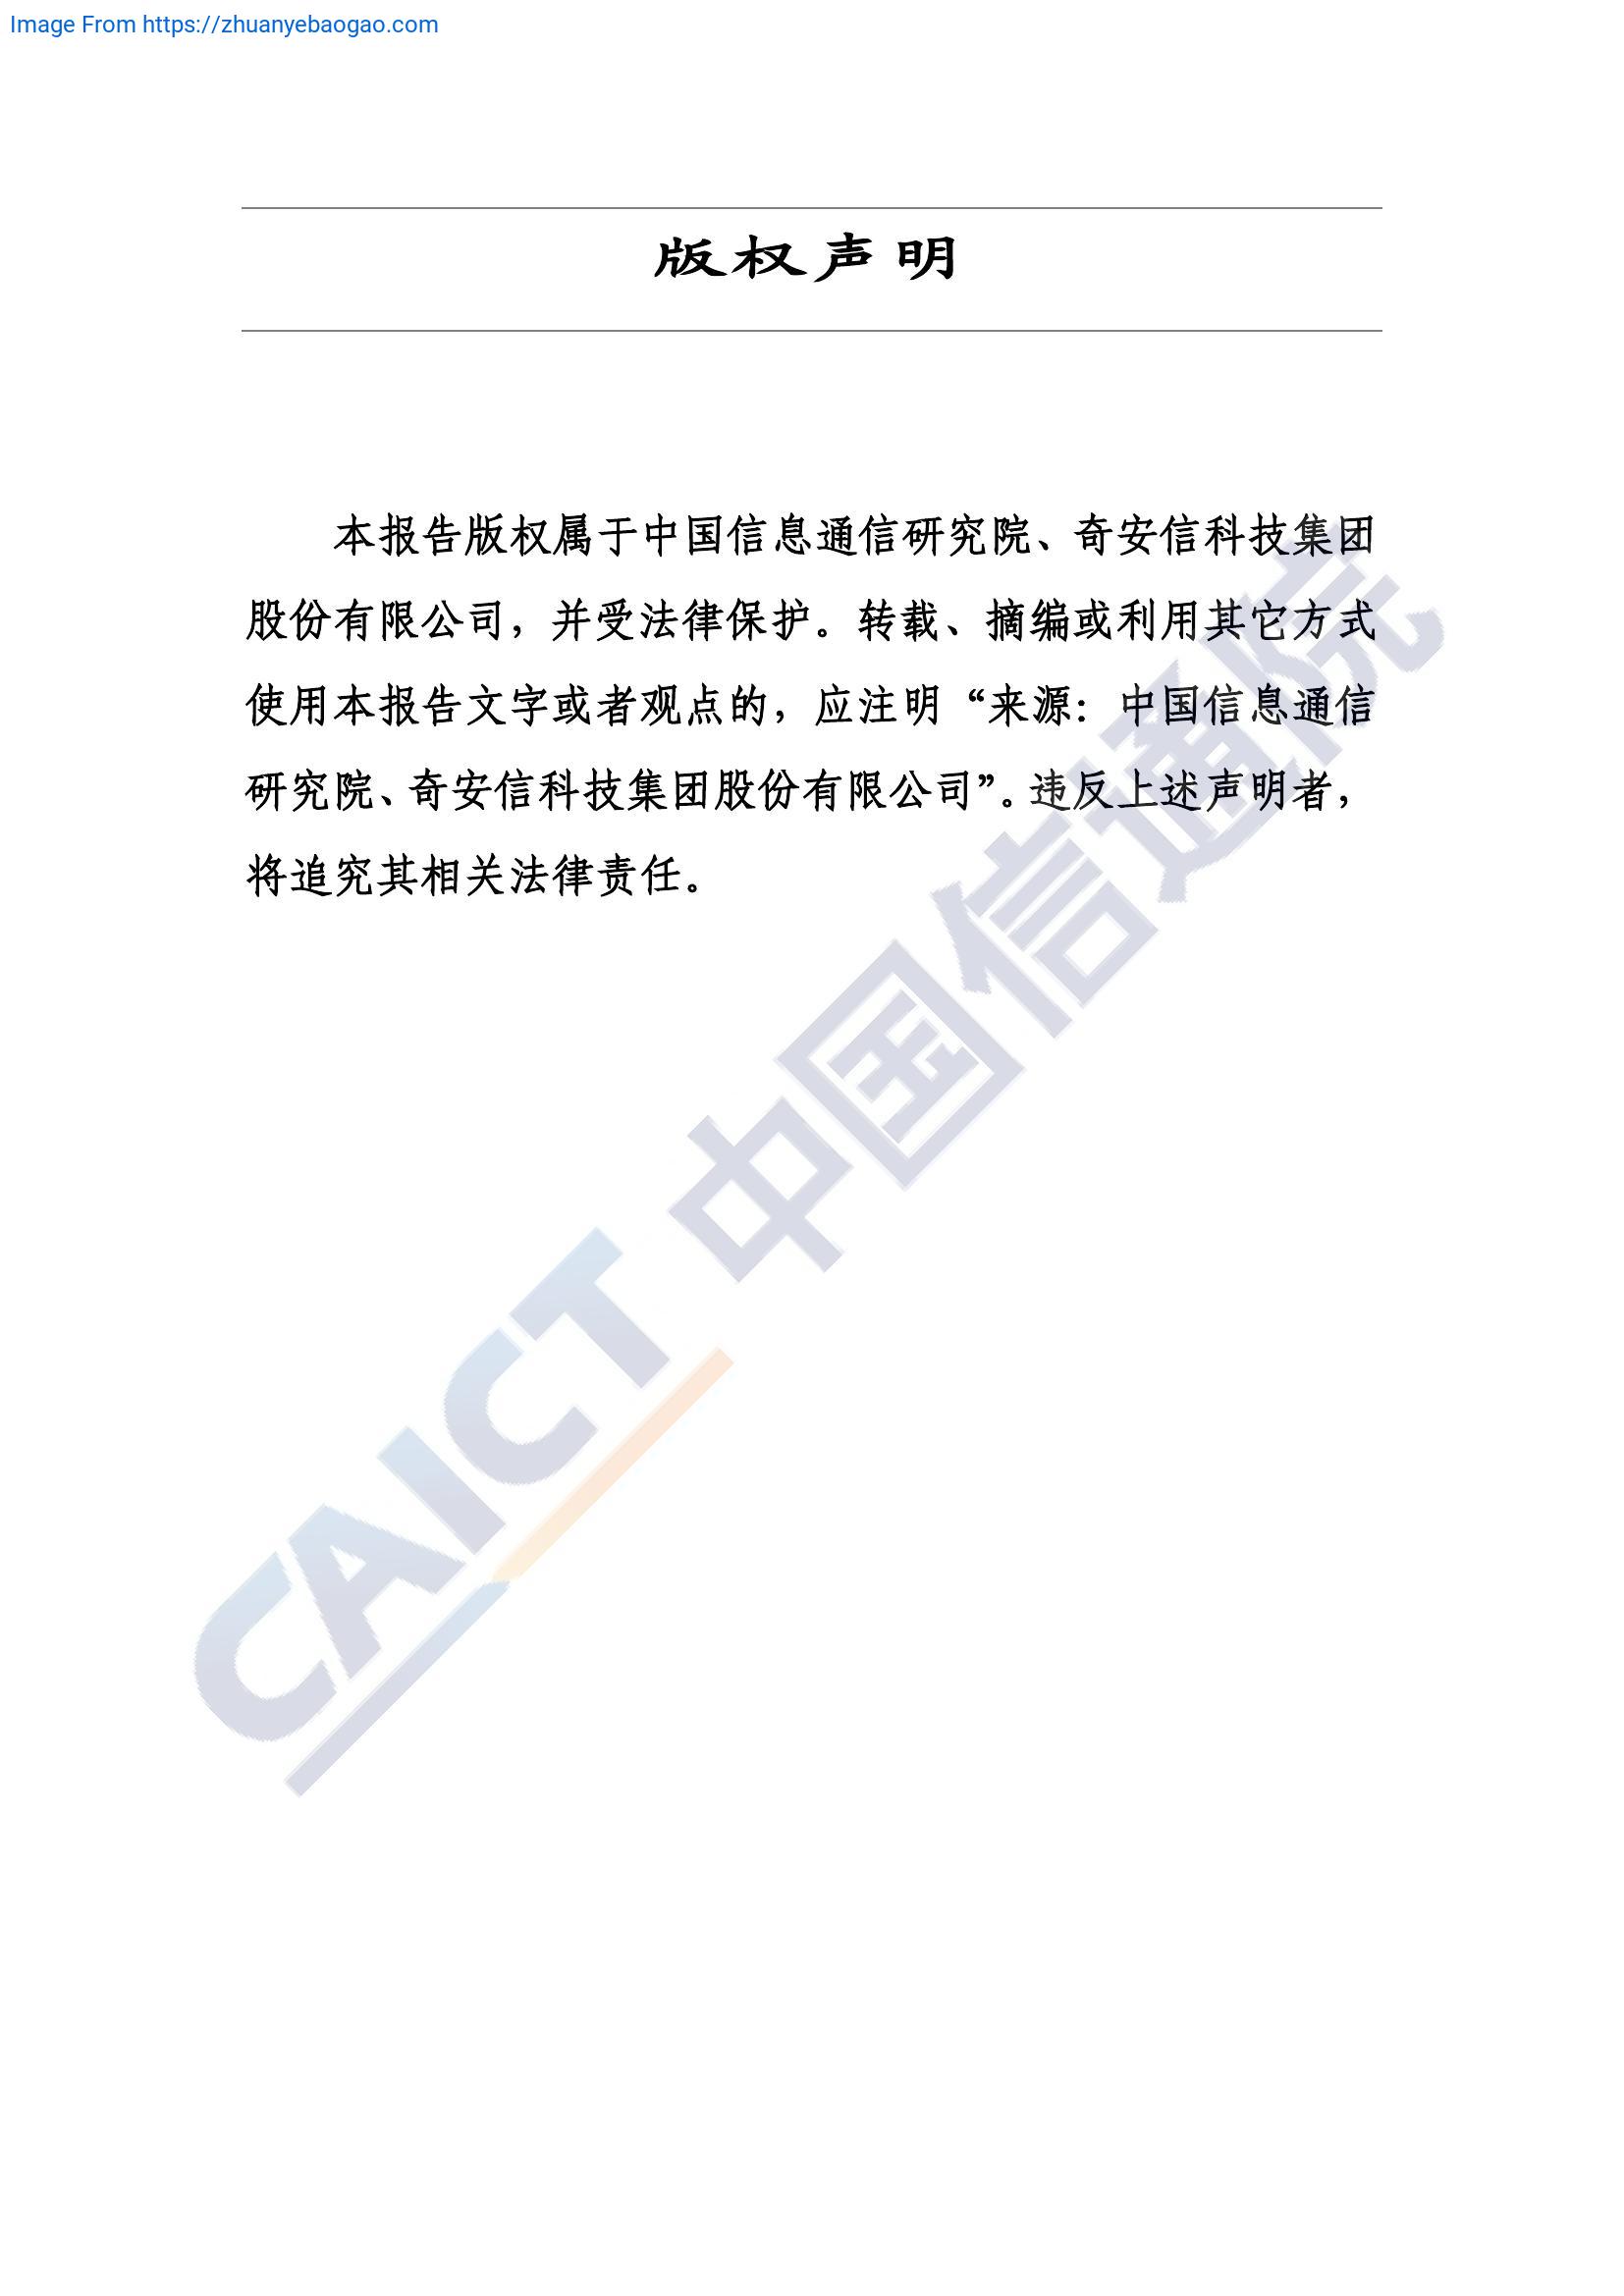 Image From https://zhuanyebaogao.com
版权声明
本报告版权属于中国信息通信研究院、奇安信科技集团
股份有限公司，并受法律保护。转载、摘编或利用其它方式
使用本报告文字或者观点的，应注明“来源：中国信息通信
研究院、奇安信科技集团股份有限公司”。违反上述声明者，
将追究其相关法律责任。
CAICT 中国信通院